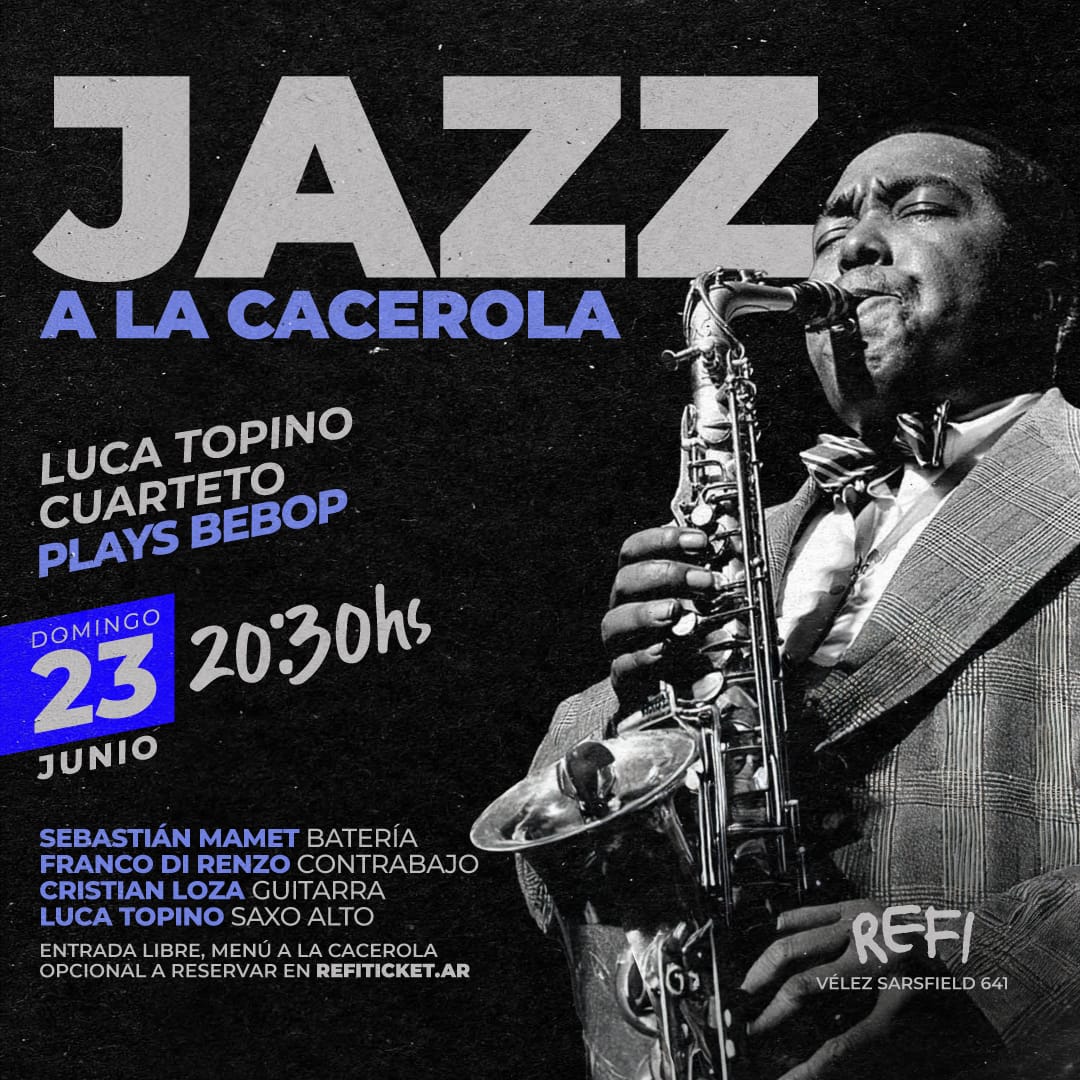 JAZZ
A LA CACEROLA
LUCA TOPINO
CUARTETO
PLAYS BEBOP
DOMINGO
23
JUNIO
20:30hs
SEBASTIÁN MAMET BATERÍA
FRANCO DI RENZO CONTRABAJO
CRISTIAN LOZA GUITARRA
LUCA TOPINO SAXO ALTO
ENTRADA LIBRE, MENÚ A LA CACEROLA
OPCIONAL A RESERVAR EN REFITICKET.AR
REFI
VÉLEZ SARSFIELD 641